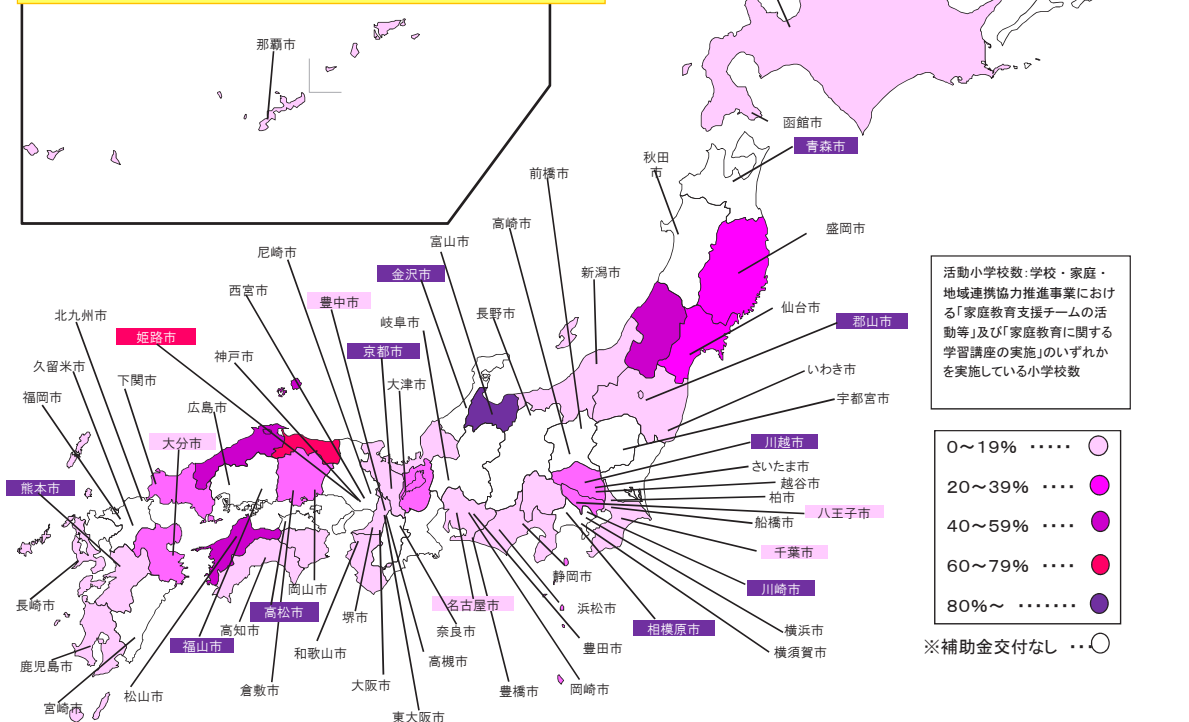 那覇市
函館市
青森市
秋田
市
前橋市
高崎市
盛岡市
富山市
尼崎市
金沢市
新潟市
西宮市
豊中市
仙台市
北九州市
岐阜市
長野市
郡山市
姫路市
神戸市
京都市
久留米市
下関市
大津市
いわき市
福岡市
広島市
宇都宮市
大分市
川越市
さいたま市
熊本市
越谷市
柏市
八王子市
船橋市
千葉市
静岡市
岡山市
川崎市
長崎市
高松市
堺市
名古屋市
浜松市
高知市
奈良市
相模原市
横浜市
福山市
和歌山市
豊田市
横須賀市
鹿児島市
高槻市
松山市
倉敷市
大阪市
豊橋市
岡崎市
宮崎市
東大阪市
活動小学校数:学校・家庭・
地域連携協力推進事業におけ
る「家庭教育支援チームの活
動等」及び「家庭教育に関する
学習講座の実施」のいずれか
を実施している小学校数
0～19% ‥‥‥
20～39% ‥‥‥
40～59% ‥‥‥
60～79% ‥‥‥
80%～ ‥‥‥‥
※補助金交付なし ‥‥